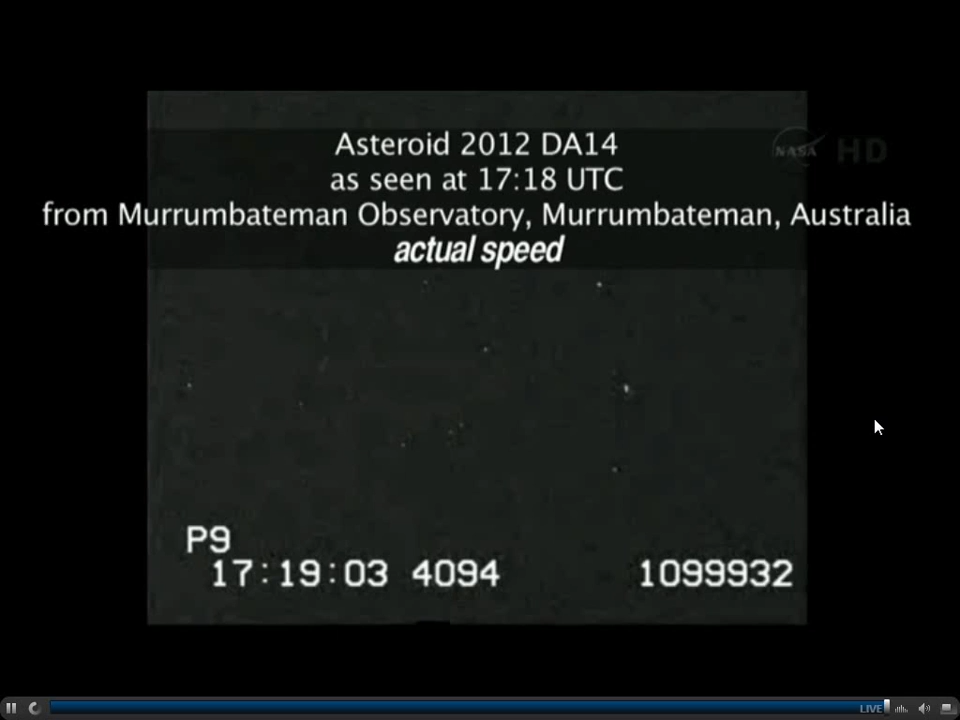 Asteroid 2012 DA14
NASA HD
as seen at 17:18 UTC
from Murrumbateman Observatory, Murrumbateman, Australia
actual speed
P9
17:19:03 4094 1099932
LIVE